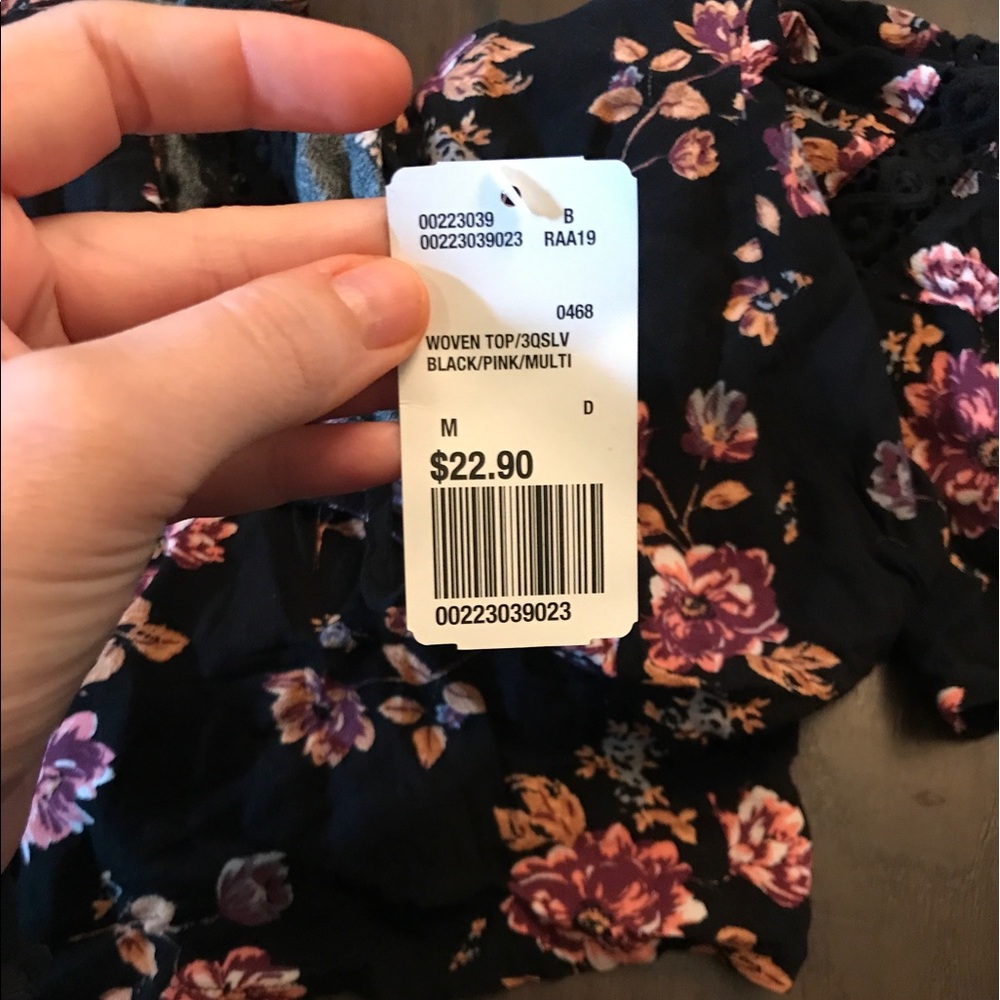 00223039 B
00223039023 RAA19
0468
WOVEN TOP/3QSLV
BLACK/PINK/MULTI
D
M
$22.90
00223039023